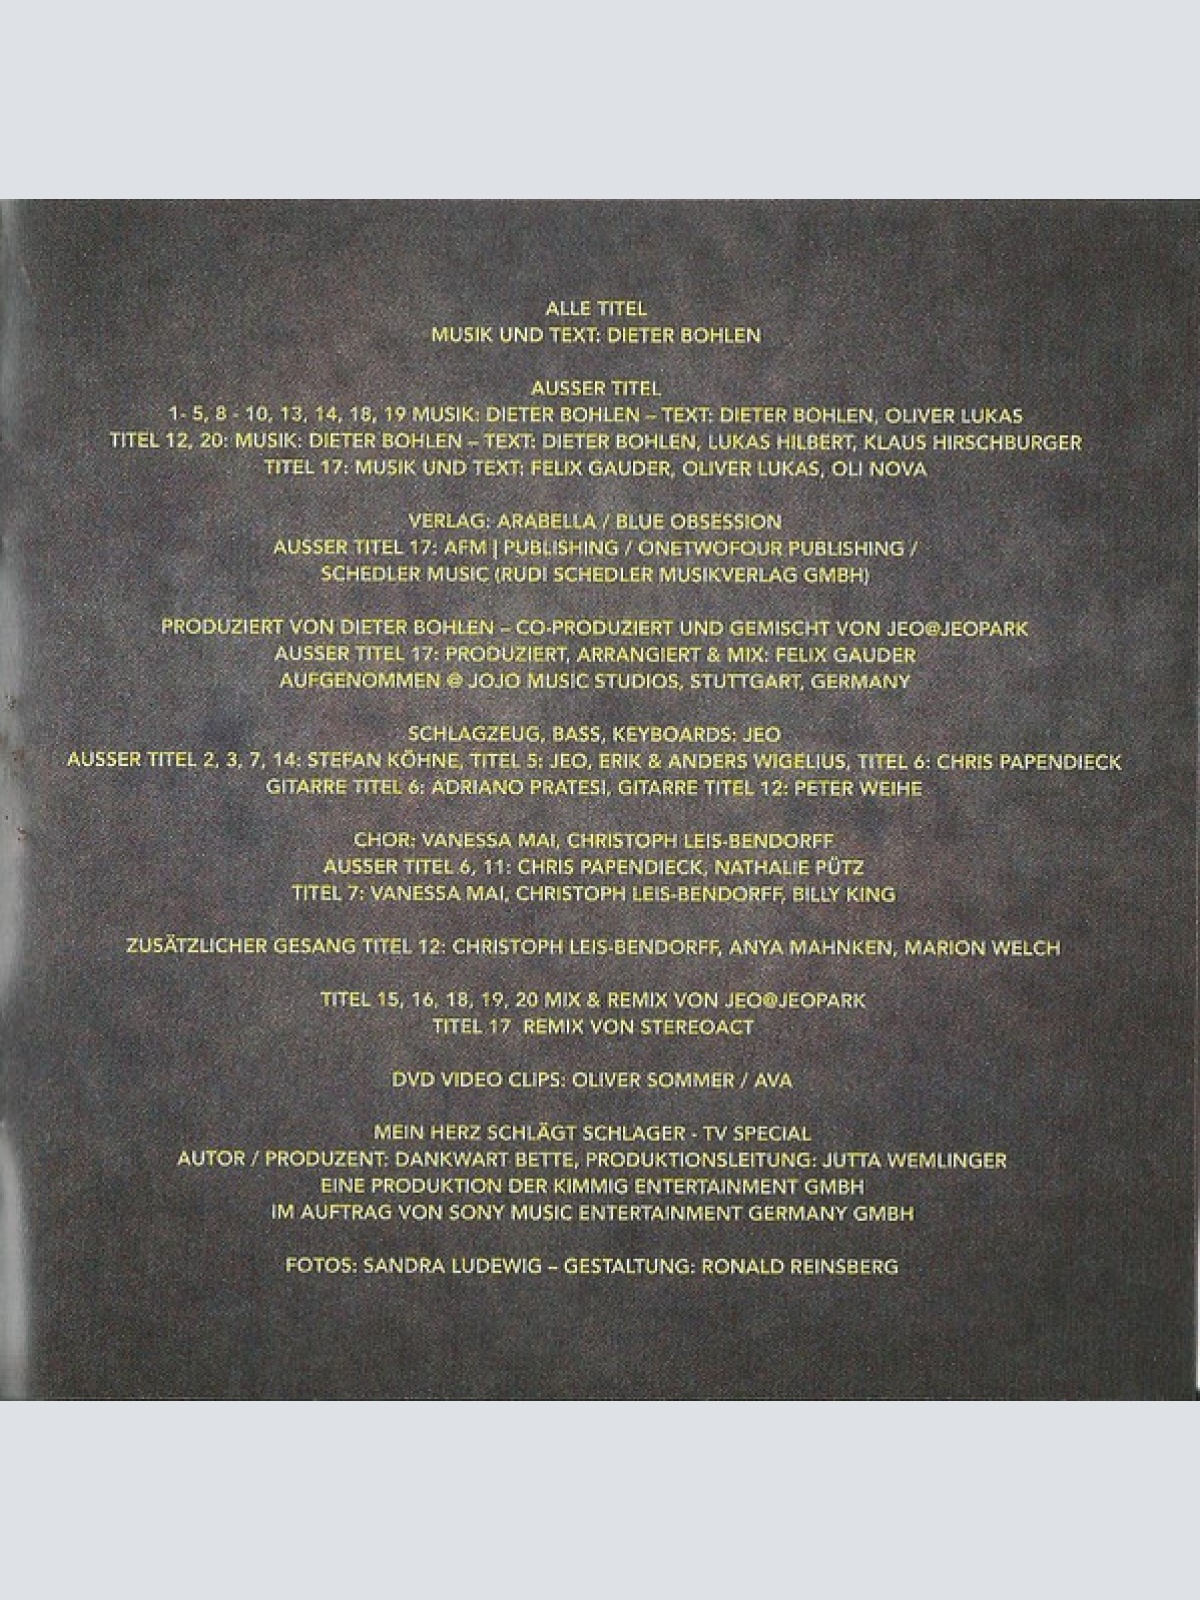 ALLE TITEL
MUSIK UND TEXT: DIETER BOHLEN
AUSSER TITEL
1- 5, 8 - 10, 13, 14, 18, 19 MUSIK: DIETER BOHLEN – TEXT: DIETER BOHLEN, OLIVER LUKAS
TITEL 12, 20: MUSIK: DIETER BOHLEN – TEXT: DIETER BOHLEN, LUKAS HILBERT, KLAUS HIRSCHBURGER
TITEL 17: MUSIK UND TEXT: FELIX GAUDER, OLIVER LUKAS, OLI NOVA
VERLAG: ARABELLA / BLUE OBSESSION
AUSSER TITEL 17: AFM | PUBLISHING / ONETWOFOUR PUBLISHING /
SCHEDLER MUSIC (RUDI SCHEDLER MUSIKVERLAG GMBH)
PRODUZIERT VON DIETER BOHLEN – CO-PRODUZIERT UND GEMISCHT VON JEO@JEOPARK
AUSSER TITEL 17: PRODUZIERT, ARRANGIERT & MIX: FELIX GAUDER
AUFGENOMMEN @ JOJO MUSIC STUDIOS, STUTTGART, GERMANY
SCHLAGZEUG, BASS, KEYBOARDS: JEO
AUSSER TITEL 2, 3, 7, 14: STEFAN KÖHNE, TITEL 5: JEO, ERIK & ANDERS WIGELIUS, TITEL 6: CHRIS PAPENDIECK
GITARRE TITEL 6: ADRIANO PRATESI, GITARRE TITEL 12: PETER WEIHE
CHOR: VANESSA MAI, CHRISTOPH LEIS-BENDORFF
AUSSER TITEL 6, 11: CHRIS PAPENDIECK, NATHALIE PÜTZ
TITEL 7: VANESSA MAI, CHRISTOPH LEIS-BENDORFF, BILLY KING
ZUSÄTZLICHER GESANG TITEL 12: CHRISTOPH LEIS-BENDORFF, ANYA MAHNKEN, MARION WELCH
TITEL 15, 16, 18, 19, 20 MIX & REMIX VON JEO@JEOPARK
TITEL 17 REMIX VON STEREOACT
DVD VIDEO CLIPS: OLIVER SOMMER / AVA
MEIN HERZ SCHLÄGT SCHLAGER - TV SPECIAL
AUTOR / PRODUZENT: DANKWART BETTE, PRODUKTIONSLEITUNG: JUTTA WEMLINGER
EINE PRODUKTION DER KIMMIG ENTERTAINMENT GMBH
IM AUFTRAG VON SONY MUSIC ENTERTAINMENT GERMANY GMBH
FOTOS: SANDRA LUDEWIG – GESTALTUNG: RONALD REINSBERG